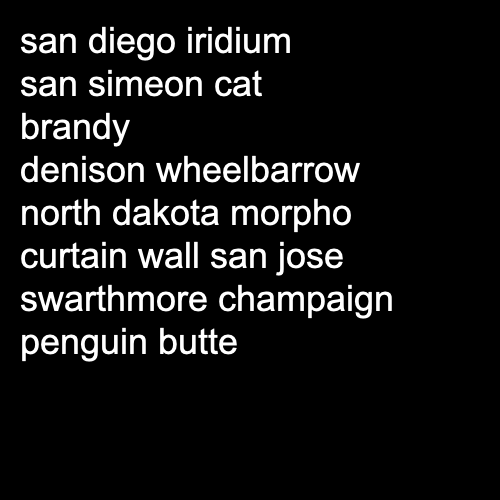 san diego iridium
san simeon cat
brandy
denison wheelbarrow
north dakota morpho
curtain wall san jose
swarthmore champaign
penguin butte